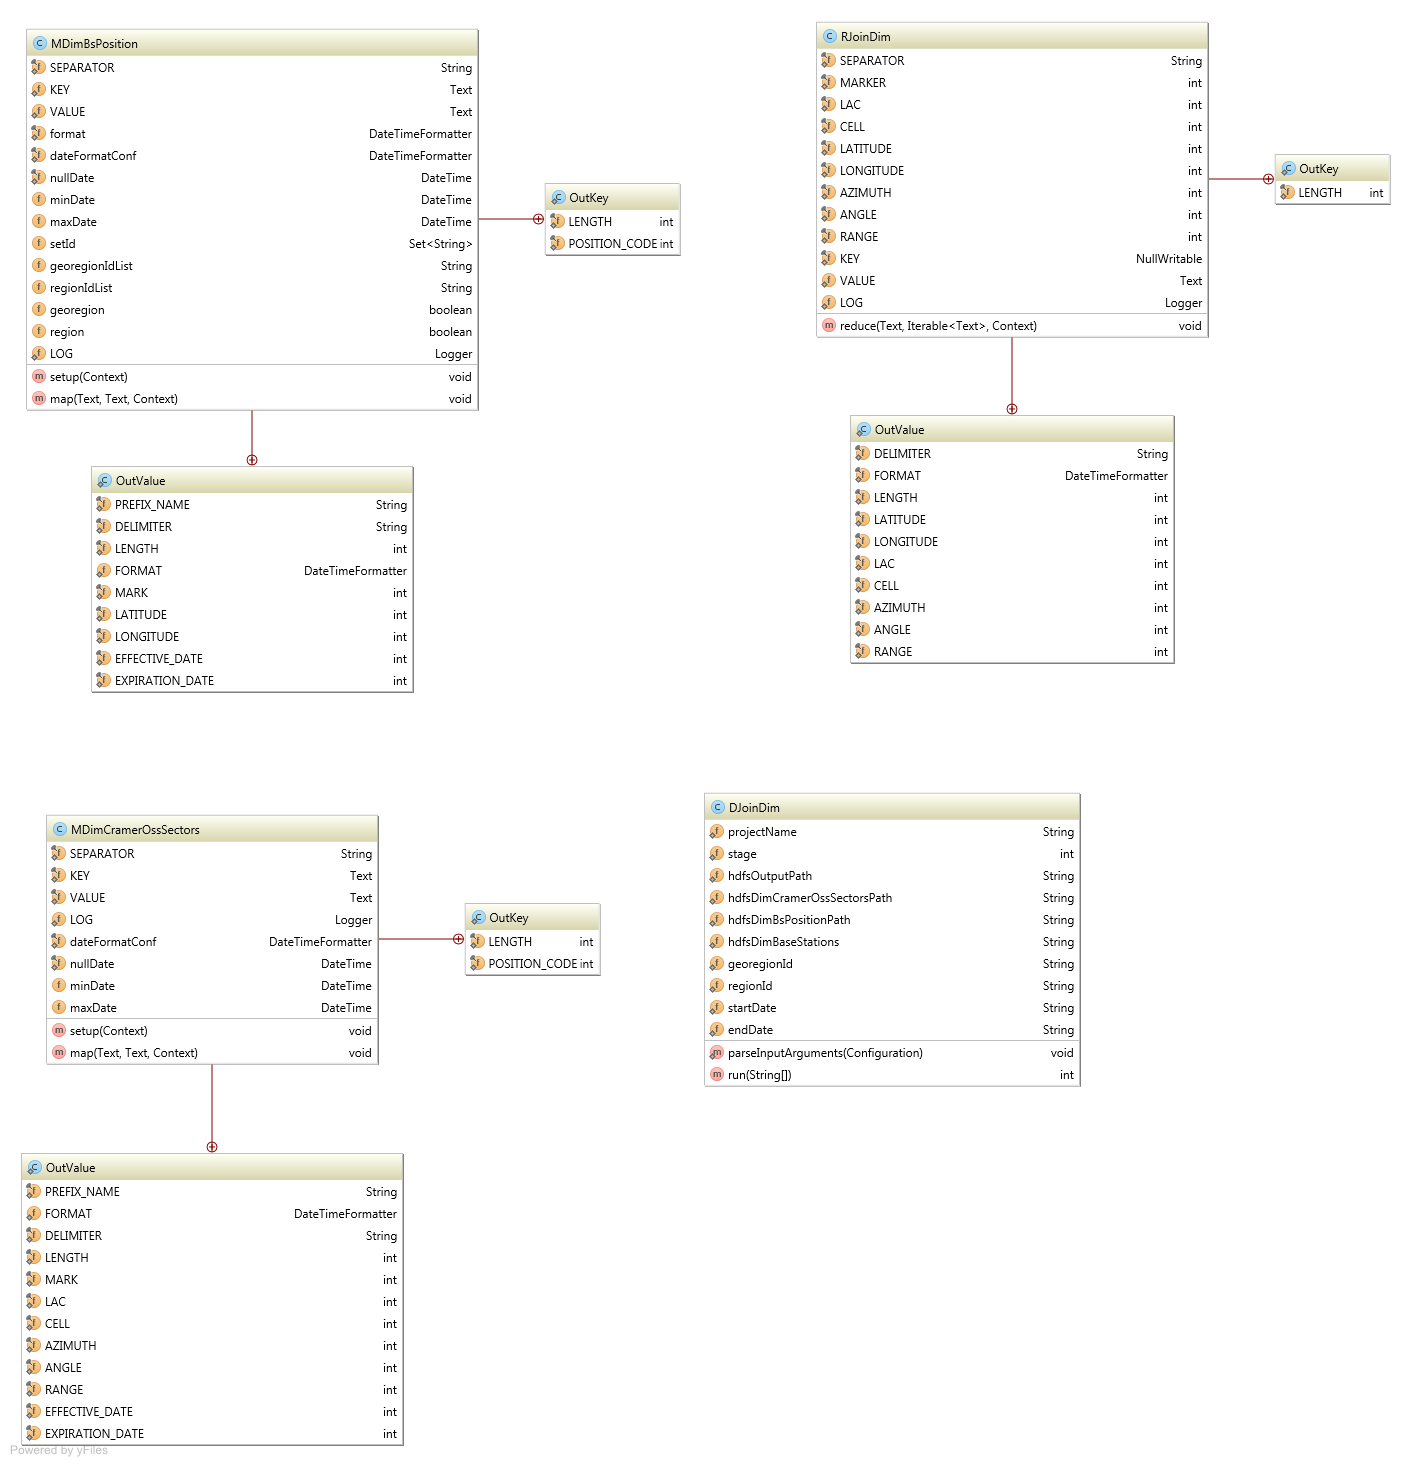 MDimBsPosition
SEPARATOR String
KEY Text
VALUE Text
format DateTimeFormatter
dateFormatConf DateTimeFormatter
nullDate DateTime
minDate DateTime
maxDate DateTime
setId Set<String>
georegionIdList String
regionIdList String
georegion boolean
region boolean
LOG Logger
setup(Context) void
map(Text, Text, Context) void
OutKey
LENGTH int
POSITION_CODE int
OutValue
PREFIX_NAME String
DELIMITER String
LENGTH int
FORMAT DateTimeFormatter
MARK int
LATITUDE int
LONGITUDE int
EFFECTIVE_DATE int
EXPIRATION_DATE int
RJoinDim
SEPARATOR String
MARKER int
LAC int
CELL int
LATITUDE int
LONGITUDE int
AZIMUTH int
ANGLE int
RANGE int
KEY NullWritable
VALUE Text
LOG Logger
reduce(Text, Iterable<Text>, Context) void
OutKey
LENGTH int
OutValue
DELIMITER String
FORMAT DateTimeFormatter
LENGTH int
LATITUDE int
LONGITUDE int
LAC int
CELL int
AZIMUTH int
ANGLE int
RANGE int
MDimCramerOssSectors
SEPARATOR String
KEY Text
VALUE Text
LOG Logger
dateFormatConf DateTimeFormatter
nullDate DateTime
minDate DateTime
maxDate DateTime
setup(Context) void
map(Text, Text, Context) void
OutKey
LENGTH int
POSITION_CODE int
OutValue
PREFIX_NAME String
FORMAT DateTimeFormatter
DELIMITER String
LENGTH int
MARK int
LAC int
CELL int
AZIMUTH int
ANGLE int
RANGE int
EFFECTIVE_DATE int
EXPIRATION_DATE int
DJoinDim
projectName String
stage int
hdfsOutputPath String
hdfsDimCramerOssSectorsPath String
hdfsDimBsPositionPath String
hdfsDimBaseStations String
georegionId String
regionId String
startDate String
endDate String
parseInputArguments(Configuration) void
run(String[]) int
Powered by yFiles